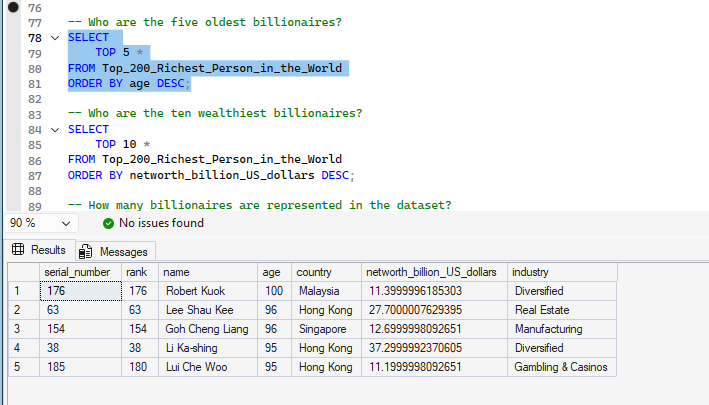 76
77 -- Who are the five oldest billionaires?
78 SELECT
79 TOP 5 *
80 FROM Top_200_Richest_Person_in_the_World
81 ORDER BY age DESC;
82
83 -- Who are the ten wealthiest billionaires?
84 SELECT
85 TOP 10 *
86 FROM Top_200_Richest_Person_in_the_World
87 ORDER BY networth_billion_US_dollars DESC;
88
89 -- How many billionaires are represented in the dataset?
90 % No issues found
Results Messages
serial_number rank name age country networth_billion_US_dollars industry
1 176 176 Robert Kuok 100 Malaysia 11.3999996185303 Diversified
2 63 63 Lee Shau Kee 96 Hong Kong 27.7000007629395 Real Estate
3 154 154 Goh Cheng Liang 96 Singapore 12.6999998092651 Manufacturing
4 38 38 Li Ka-shing 95 Hong Kong 37.2999992370605 Diversified
5 185 180 Lui Che Woo 95 Hong Kong 11.1999998092651 Gambling & Casinos